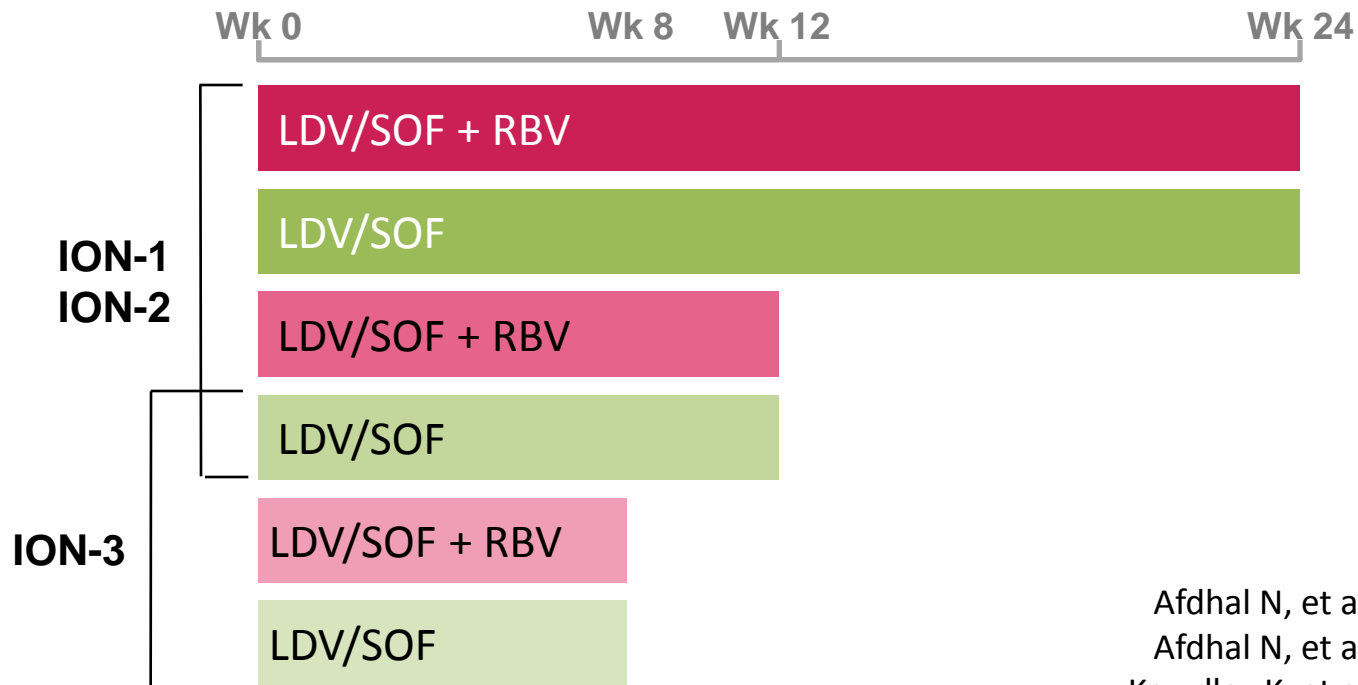 Wk 0 Wk 8 Wk 12 Wk 24
LDV/SOF + RBV
LDV/SOF
ION-1
ION-2
LDV/SOF + RBV
LDV/SOF
ION-3
LDV/SOF + RBV
LDV/SOF
Afdhal N, et a
Afdhal N, et a